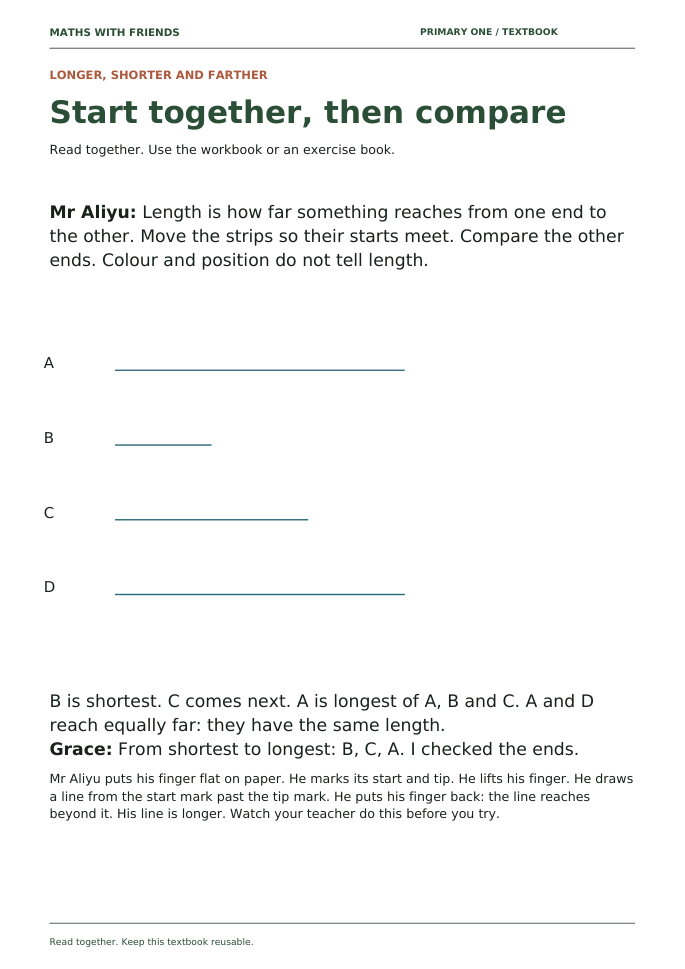 MATHS WITH FRIENDS
PRIMARY ONE / TEXTBOOK
LONGER, SHORTER AND FARTHER
Start together, then compare
Read together. Use the workbook or an exercise book.
Mr Aliyu: Length is how far something reaches from one end to
the other. Move the strips so their starts meet. Compare the other
ends. Colour and position do not tell length.
A
B
C
D
B is shortest. C comes next. A is longest of A, B and C. A and D
reach equally far: they have the same length.
Grace: From shortest to longest: B, C, A. I checked the ends.
Mr Aliyu puts his finger flat on paper. He marks its start and tip. He lifts his finger. He draws
a line from the start mark past the tip mark. He puts his finger back: the line reaches
beyond it. His line is longer. Watch your teacher do this before you try.
Read together. Keep this textbook reusable.